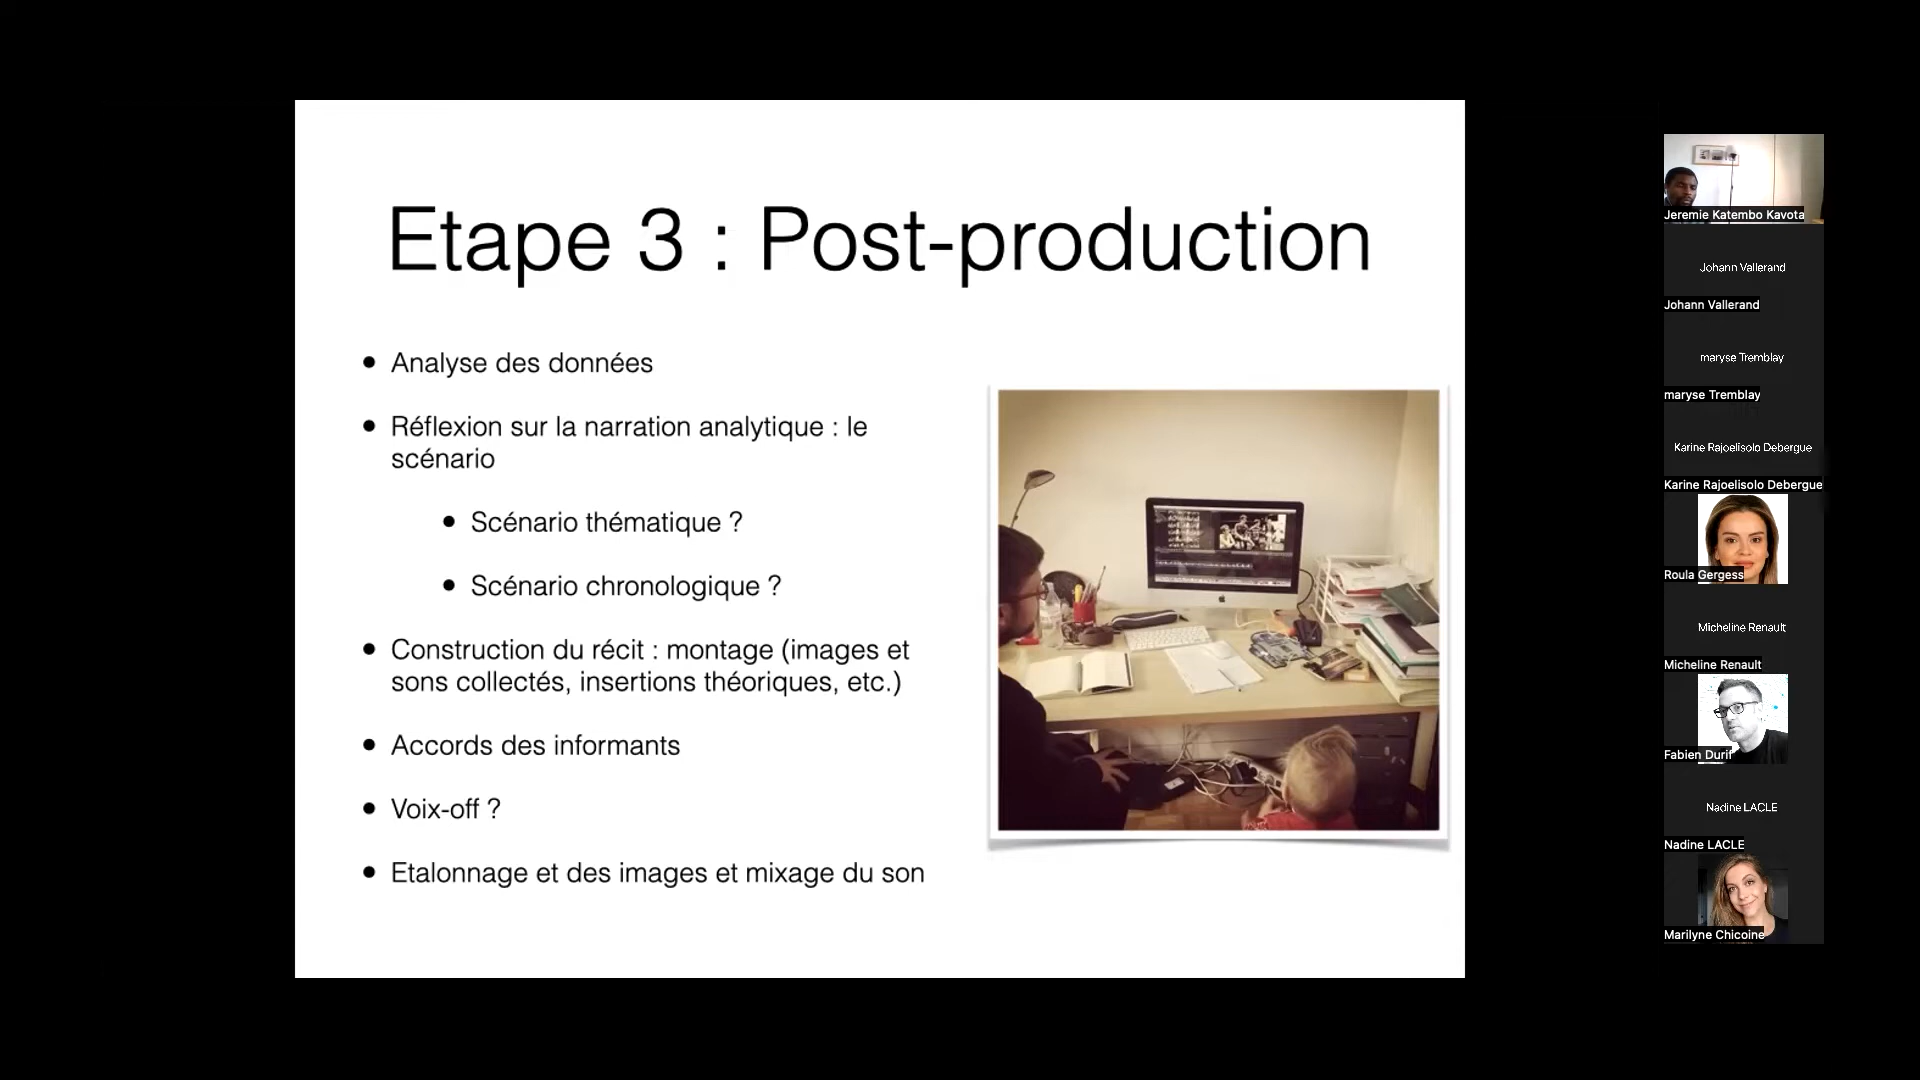 Etape 3 : Post-production
• Analyse des données
• Réflexion sur la narration analytique : le
scénario
• Scénario thématique ?
• Scénario chronologique ?
• Construction du récit : montage (images et
sons collectés, insertions théoriques, etc.)
• Accords des informants
• Voix-off ?
• Etalonnage et des images et mixage du son
Jeremie Katembo Kavota
Johann Vallerand
Johann Vallerand
maryse Tremblay
maryse Tremblay
Karine Rajoelisolo Debergue
Karine Rajoelisolo Debergue
Roula Gergess
Micheline Renault
Micheline Renault
Fabien Durif
Nadine LACLE
Nadine LACLE
Marilyne Chicoine